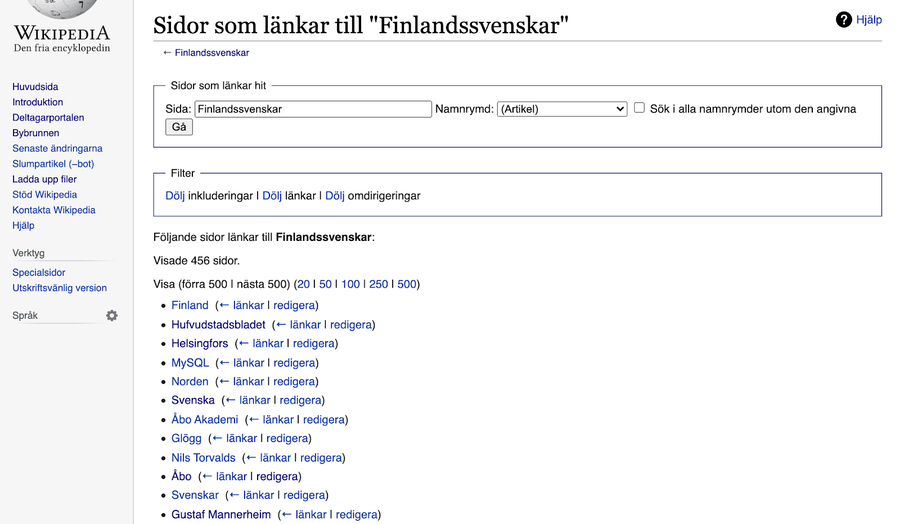 WIKIPEDIA
Den fria encyklopedin
Huvudsida
Introduktion
Deltagarportalen
Bybrunnen
Senaste ändringarna
Slumpartikel (–bot)
Ladda upp filer
Stöd Wikipedia
Kontakta Wikipedia
Hjälp
Verktyg
Specialsidor
Utskriftsvänlig version
Språk
Sidor som länkar till "Finlandssvenskar"
Hjälp
← Finlandssvenskar
Sidor som länkar hit
Sida: Finlandssvenskar Namnrymd: (Artikel) Sök i alla namnrymder utom den angivna
Gå
Filter
Dölj inkluderingar | Dölj länkar | Dölj omdirigeringar
Följande sidor länkar till Finlandssvenskar:
Visade 456 sidor.
Visa (förra 500 | nästa 500) (20 | 50 | 100 | 250 | 500)
Finland (← länkar | redigera)
Hufvudstadsbladet (← länkar | redigera)
Helsingfors (← länkar | redigera)
MySQL (← länkar | redigera)
Norden (← länkar | redigera)
Svenska (← länkar | redigera)
Åbo Akademi (← länkar | redigera)
Glögg (← länkar | redigera)
Nils Torvalds (← länkar | redigera)
Åbo (← länkar | redigera)
Svenskar (← länkar | redigera)
Gustaf Mannerheim (← länkar | redigera)